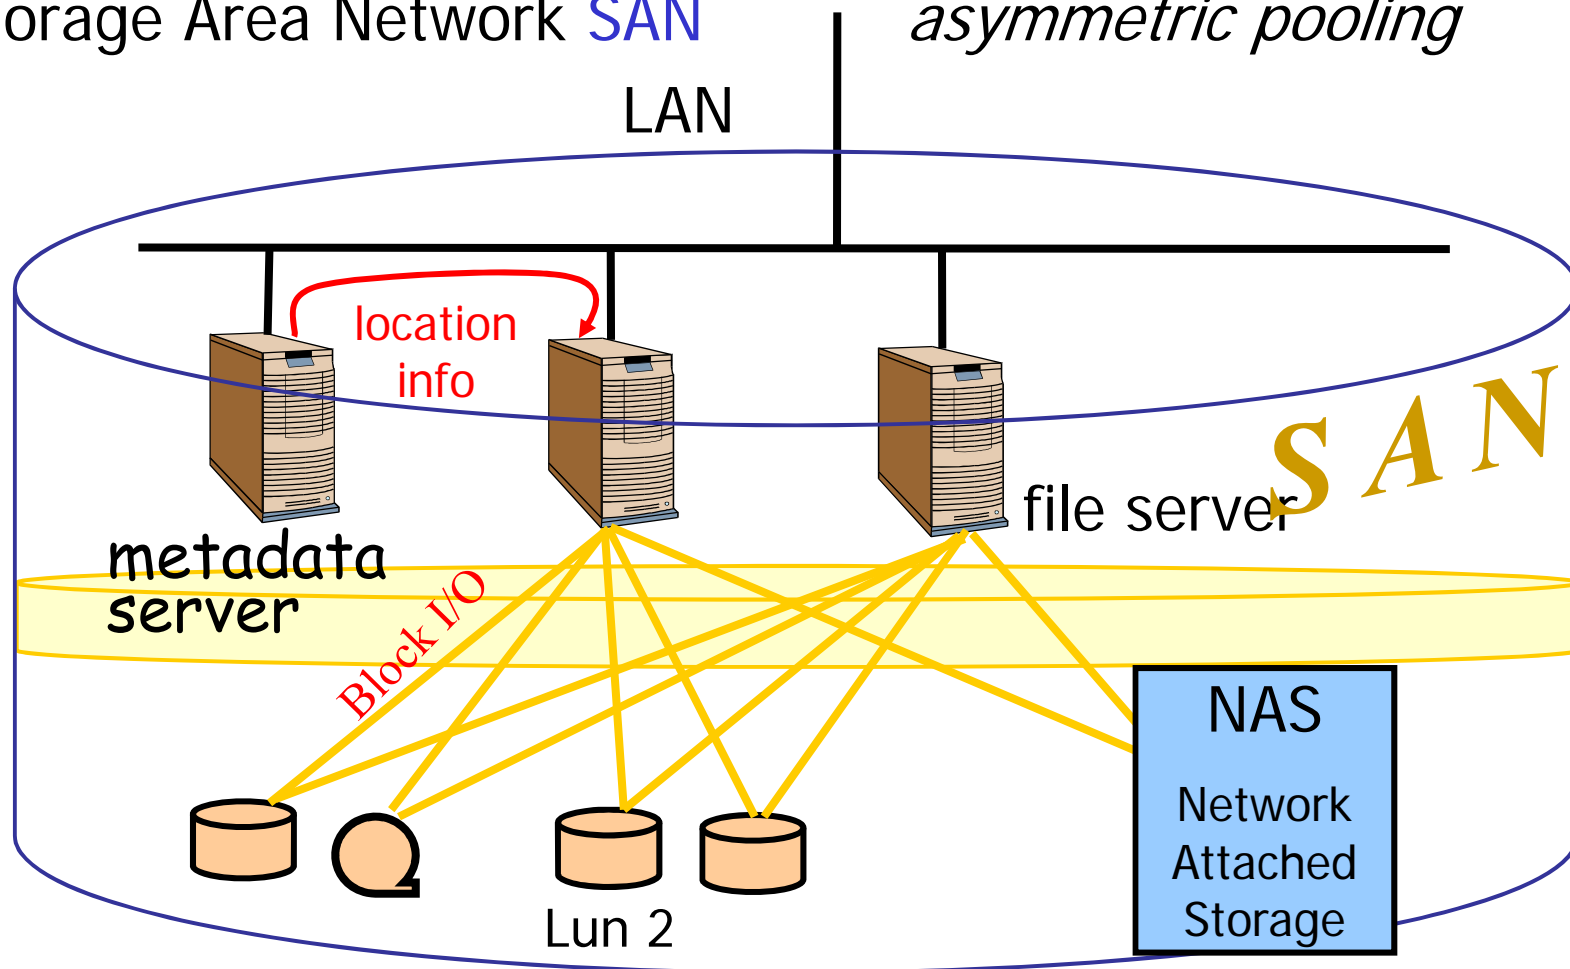 orage Area Network SAN
asymmetric pooling
LAN
location
info
S A N
file server
metadata
server
Block I/O
NAS
Network
Attached
Storage
Lun 2